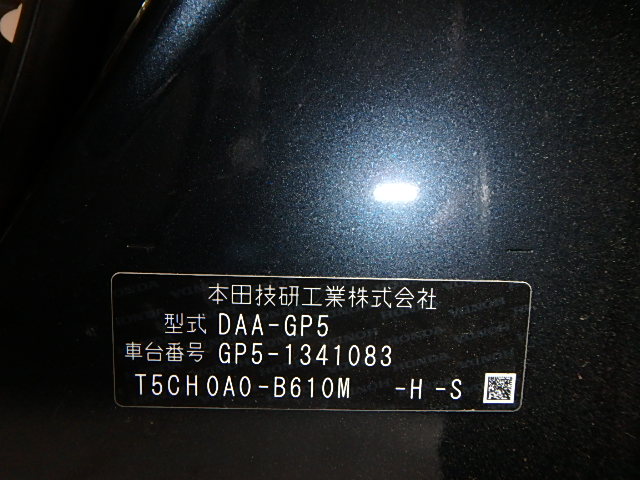 本田技研工業株式会社
型式 DAA-GP5
車台番号 GP5-1341083
T5CH0A0-B610M -H -S